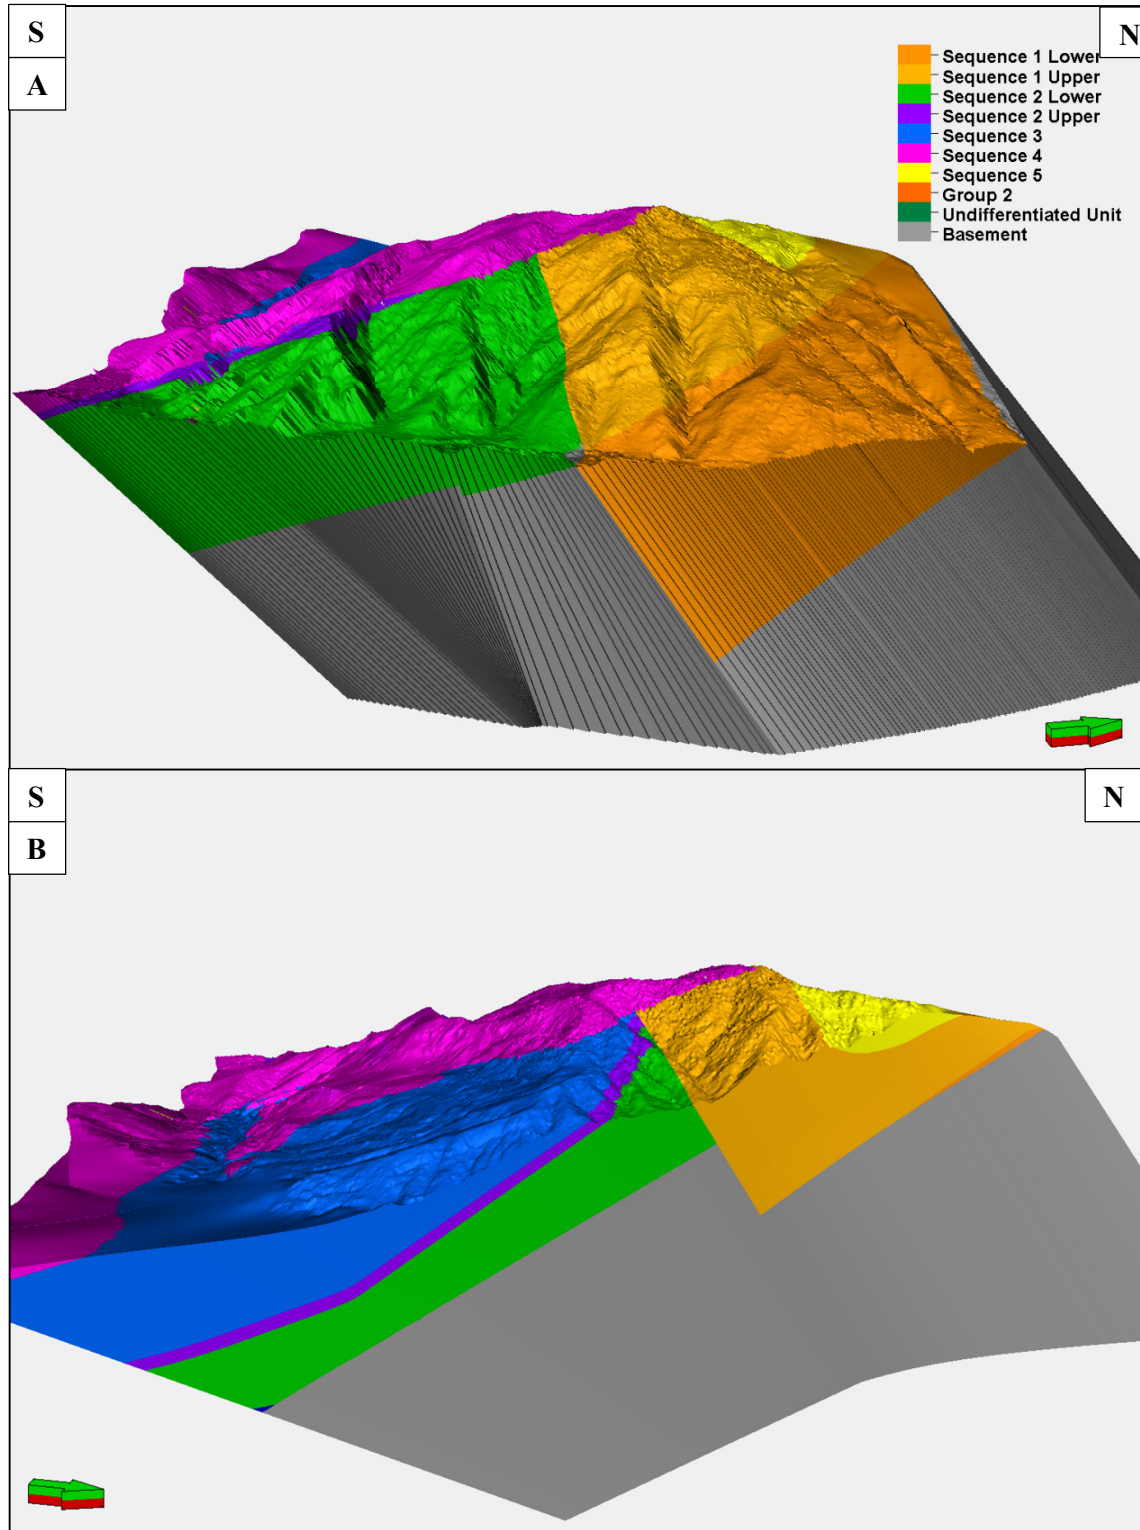 S
N
A
Sequence 1 Lower
Sequence 1 Upper
Sequence 2 Lower
Sequence 2 Upper
Sequence 3
Sequence 4
Sequence 5
Group 2
Undifferentiated Unit
Basement
S
N
B